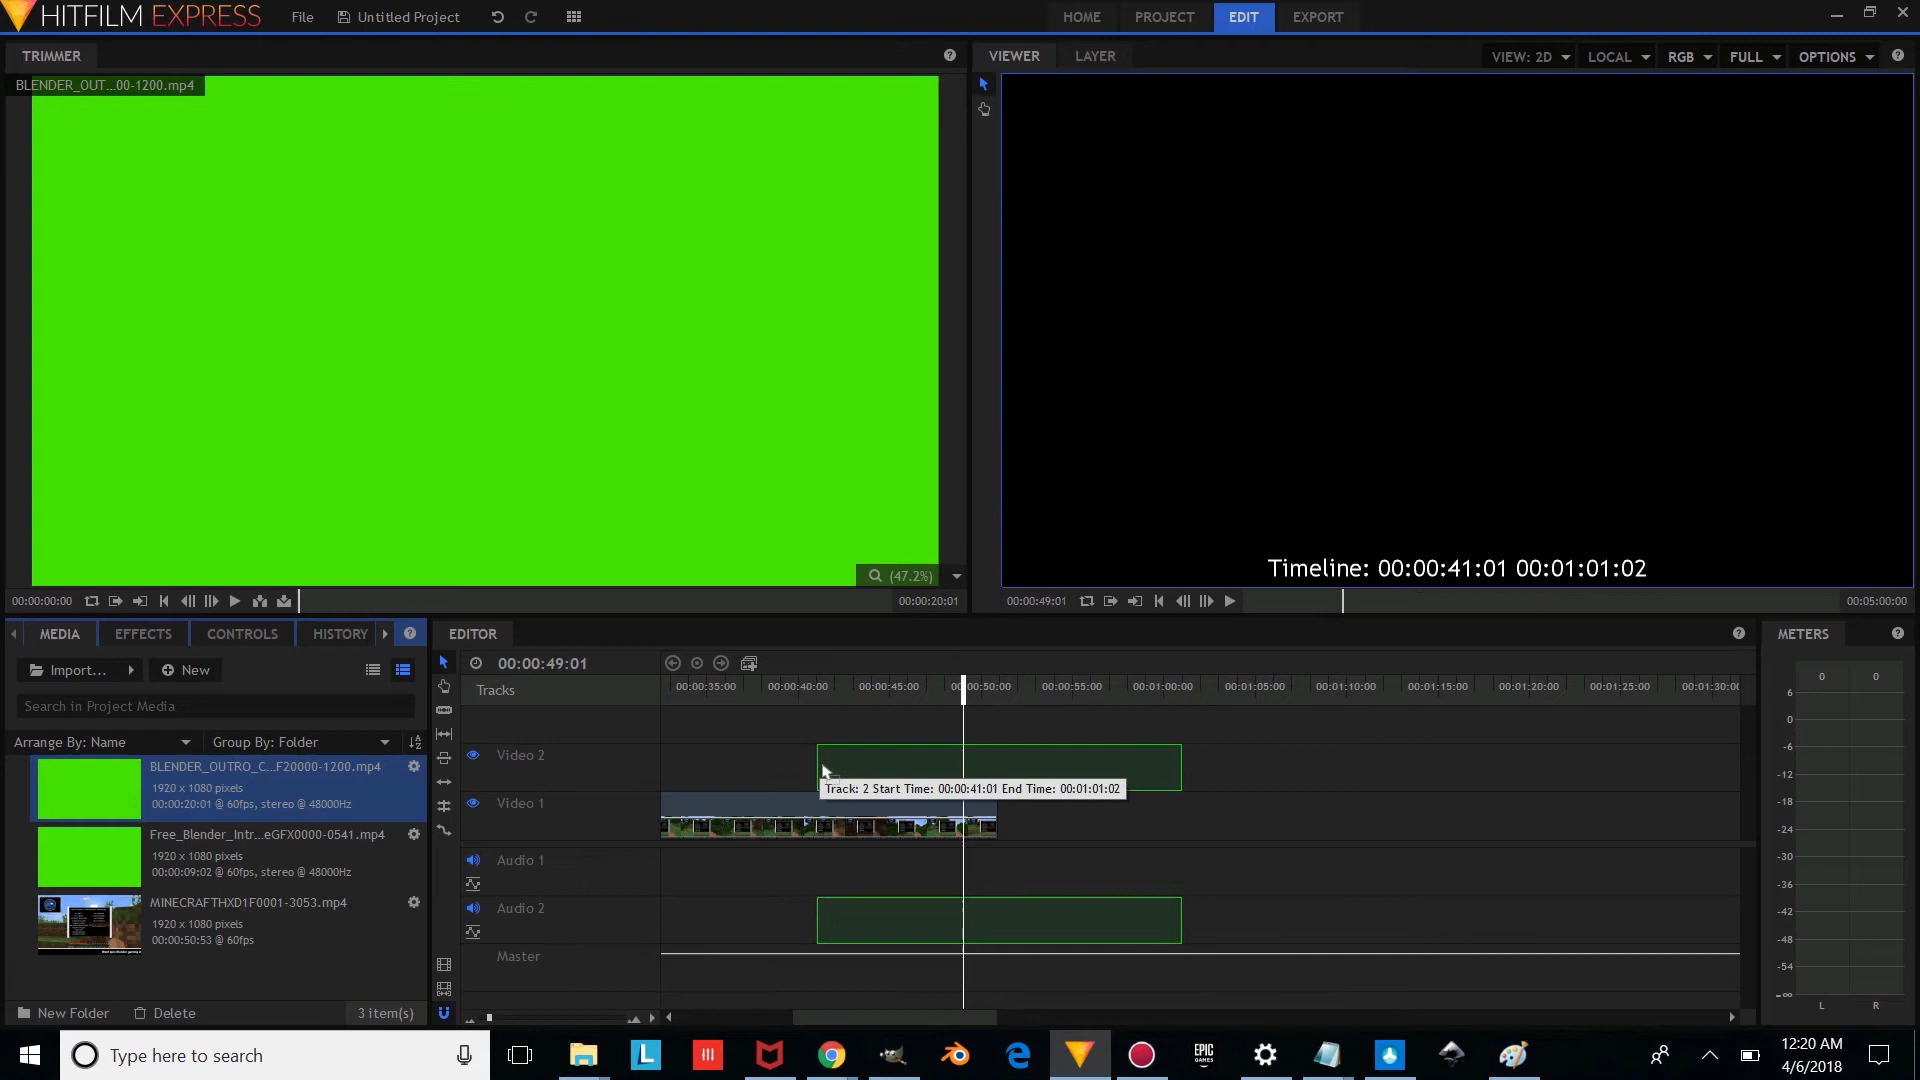 HITFILM EXPRESS
File
Untitled Project
HOME
PROJECT
EDIT
EXPORT
TRIMMER
BLENDER_OUT...00-1200.mp4
(47.2%)
00:00:00:00
00:00:20:01
VIEWER
LAYER
VIEW: 2D
LOCAL
RGB
FULL
OPTIONS
Timeline: 00:00:41:01 00:01:01:02
00:00:49:01
00:05:00:00
MEDIA
EFFECTS
CONTROLS
HISTORY
Import...
New
Search in Project Media
Arrange By: Name
Group By: Folder
BLENDER_OUTRO_C...F20000-1200.mp4
1920 x 1080 pixels
00:00:20:01 @ 60fps, stereo @ 48000Hz
Free_Blender_Intr...eGFX0000-0541.mp4
1920 x 1080 pixels
00:00:09:02 @ 60fps, stereo @ 48000Hz
MINECRAFTHXD1F0001-3053.mp4
1920 x 1080 pixels
00:00:50:53 @ 60fps
New Folder
Delete
3 item(s)
EDITOR
00:00:49:01
Tracks
00:00:35:00
00:00:40:00
00:00:45:00
00:00:50:00
00:00:55:00
00:01:00:00
00:01:05:00
00:01:10:00
00:01:15:00
00:01:20:00
00:01:25:00
00:01:30:00
Video 2
Track: 2 Start Time: 00:00:41:01 End Time: 00:01:01:02
Video 1
Audio 1
Audio 2
Master
METERS
0 0
6
0
-6
-12
-18
-24
-30
-36
-42
-48
-54
-∞
L R
Type here to search
L
EPIC
GAMES
12:20 AM
4/6/2018